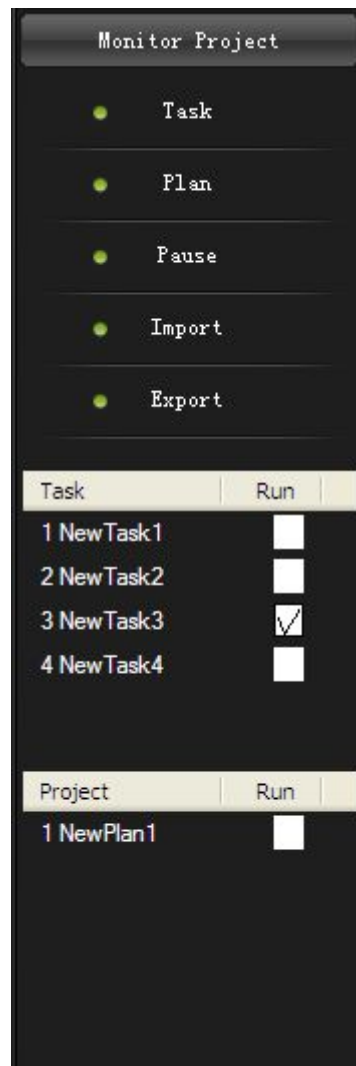 Monitor Project
Task
Plan
Pause
Import
Export
Task Run
1 NewTask1
2 NewTask2
3 NewTask3
4 NewTask4
Project Run
1 NewPlan1